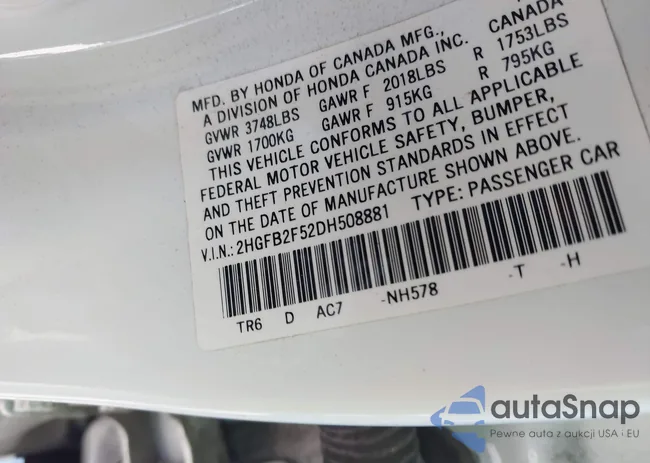 MFD. BY HONDA OF CANADA MFG., CANADA
A DIVISION OF HONDA CANADA INC.
GVWR 3748LBS GAWR F 2018LBS R 1753LBS
GVWR 1700KG GAWR F 915KG R 795KG
THIS VEHICLE CONFORMS TO ALL APPLICABLE
FEDERAL MOTOR VEHICLE SAFETY, BUMPER,
AND THEFT PREVENTION STANDARDS IN EFFECT
ON THE DATE OF MANUFACTURE SHOWN ABOVE.
V.I.N.: 2HGFB2F52DH508881 TYPE: PASSENGER CAR
TR6 D AC7 -NH578 -T -H
autaSnap
Pewne auta z aukcji USA i EU